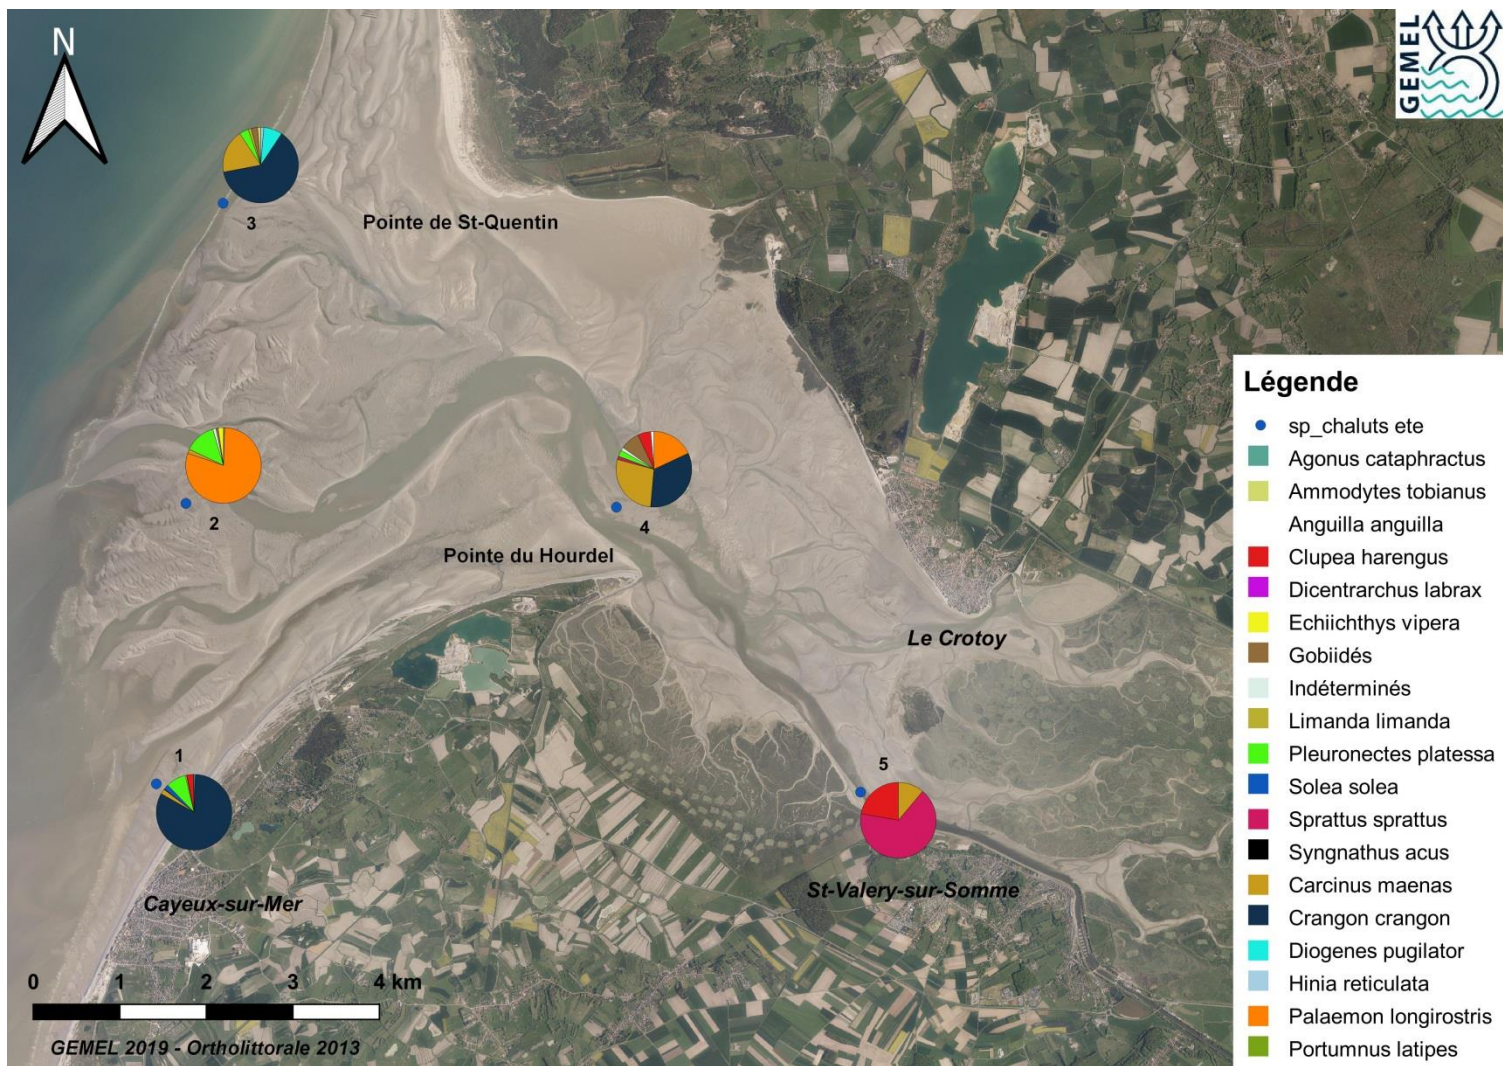 N
GEMEL
3
Pointe de St-Quentin
2
4
Pointe du Hourdel
Le Crotoy
1
5
Cayeux-sur-Mer
St-Valery-sur-Somme
0 1 2 3 4 km
GEMEL 2019 - Ortholittorale 2013
Légende
sp_chaluts ete
Agonus cataphractus
Ammodytes tobianus
Anguilla anguilla
Clupea harengus
Dicentrarchus labrax
Echiichthys vipera
Gobiidés
Indéterminés
Limanda limanda
Pleuronectes platessa
Solea solea
Sprattus sprattus
Syngnathus acus
Carcinus maenas
Crangon crangon
Diogenes pugilator
Hinia reticulata
Palaemon longirostris
Portumnus latipes